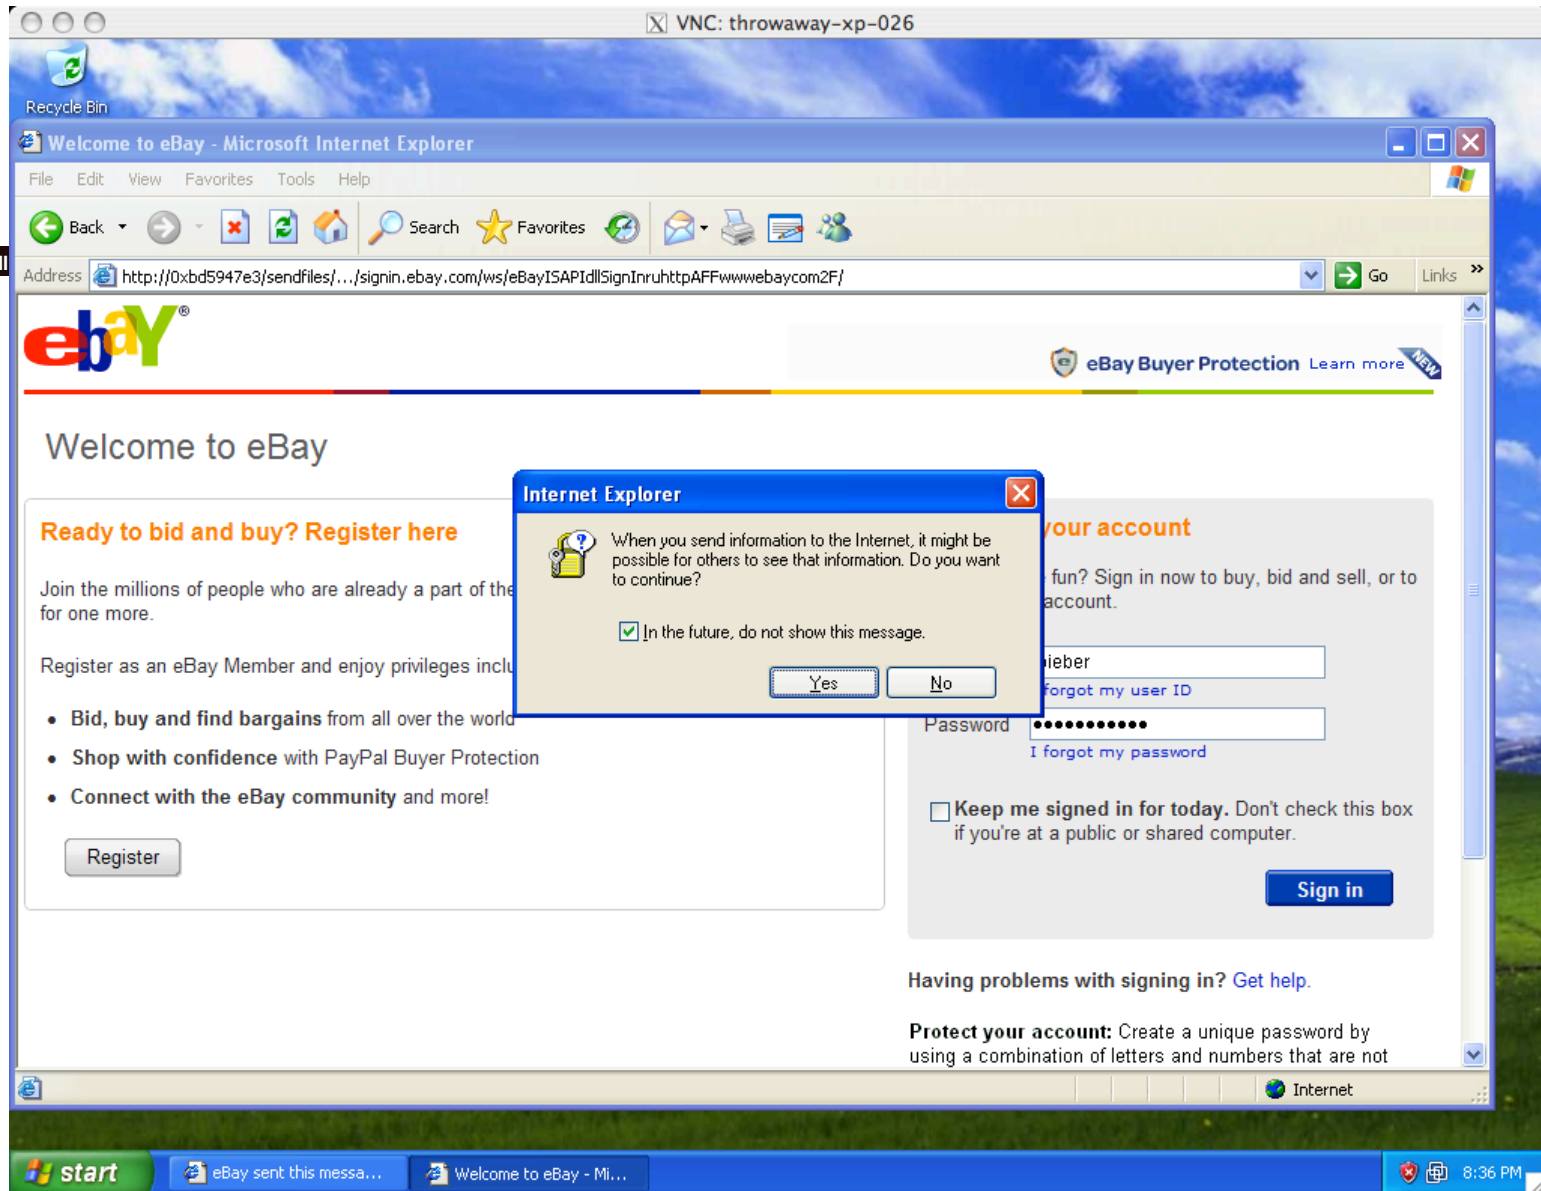 VNC: throwaway-xp-026
Recycle Bin
Welcome to eBay - Microsoft Internet Explorer
File Edit View Favorites Tools Help
Back Search Favorites
Address http://0xbd5947e3/sendfiles/.../signin.ebay.com/ws/eBayISAPIdllSignInruhttpAFFwwwebaycom2F/ Go Links »
ebaY®
eBay Buyer Protection Learn more NEW
Welcome to eBay
Ready to bid and buy? Register here
Join the millions of people who are already a part of the
for one more.
Register as an eBay Member and enjoy privileges inclu
• Bid, buy and find bargains from all over the world
• Shop with confidence with PayPal Buyer Protection
• Connect with the eBay community and more!
Register
Internet Explorer
When you send information to the Internet, it might be
possible for others to see that information. Do you want
to continue?
In the future, do not show this message.
Yes No
your account
fun? Sign in now to buy, bid and sell, or to
account.
ieber
forgot my user ID
Password •••••••••••
I forgot my password
Keep me signed in for today. Don't check this box
if you're at a public or shared computer.
Sign in
Having problems with signing in? Get help.
Protect your account: Create a unique password by
using a combination of letters and numbers that are not
Internet
start eBay sent this messa... Welcome to eBay - Mi... 8:36 PM